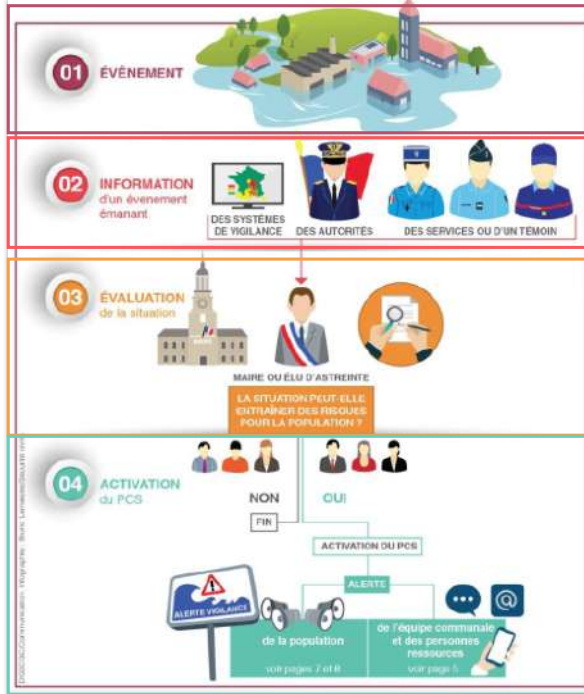 01 ÉVÈNEMENT
02 INFORMATION
d'un évenement
émanant
DES SYSTÈMES
DE VIGILANCE
DES AUTORITÉS
DES SERVICES OU D'UN TÉMOIN
03 ÉVALUATION
de la situation
MAIRE OU ÉLU D'ASTREINTE
LA SITUATION PEUT-ELLE
ENTRAÎNER DES RISQUES
POUR LA POPULATION ?
04 ACTIVATION
du PCS
NON
OUI
FIN
ACTIVATION DU PCS
ALERTE
ALERTE VIGILANCE
@
de la population
voir pages 7 et 8
de l'équipe communale
et des personnes
ressources
voir page 5